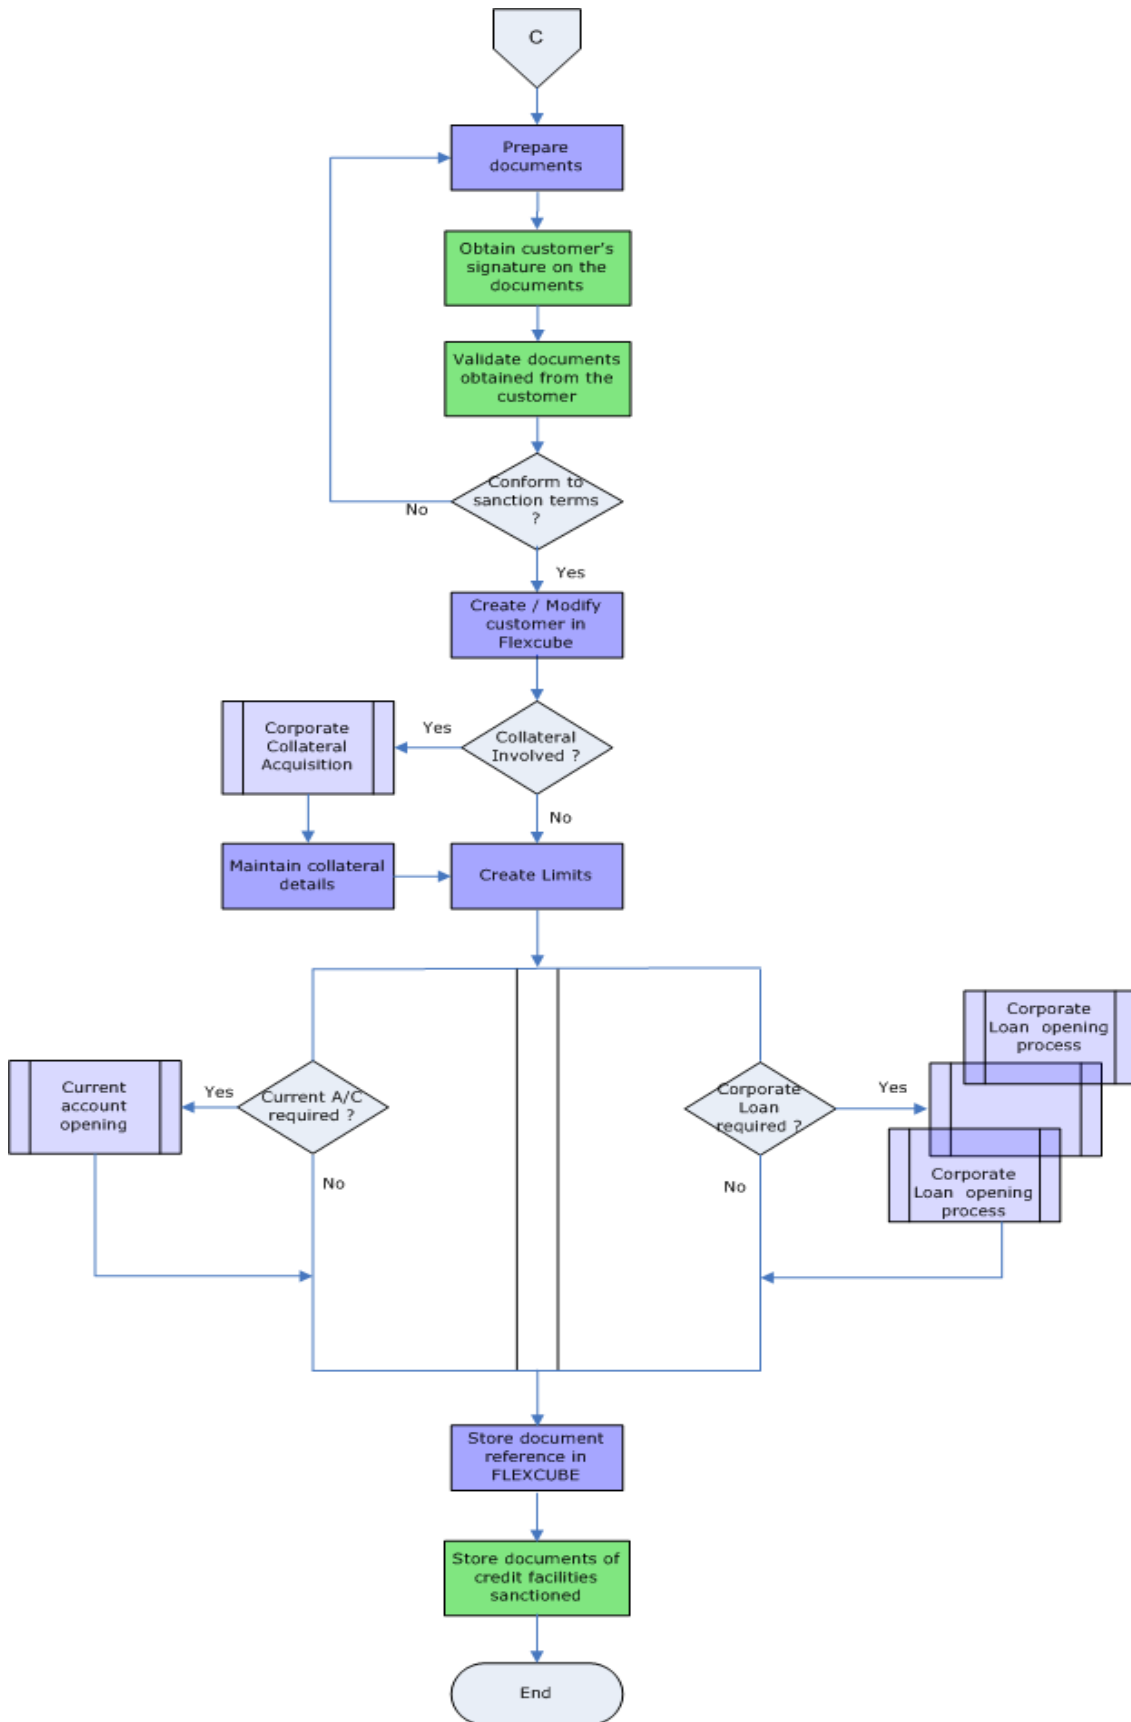 C
Prepare
documents
Obtain customer's
signature on the
documents
Validate documents
obtained from the
customer
Conform to
sanction terms
?
No
Yes
Create / Modify
customer in
Flexcube
Collateral
Involved ?
Yes
Corporate
Collateral
Acquisition
No
Maintain collateral
details
Create Limits
Current A/C
required ?
Yes
Current
account
opening
No
Corporate
Loan
required ?
Yes
Corporate
Loan opening
process
Corporate
Loan opening
process
No
Store document
reference in
FLEXCUBE
Store documents of
credit facilities
sanctioned
End